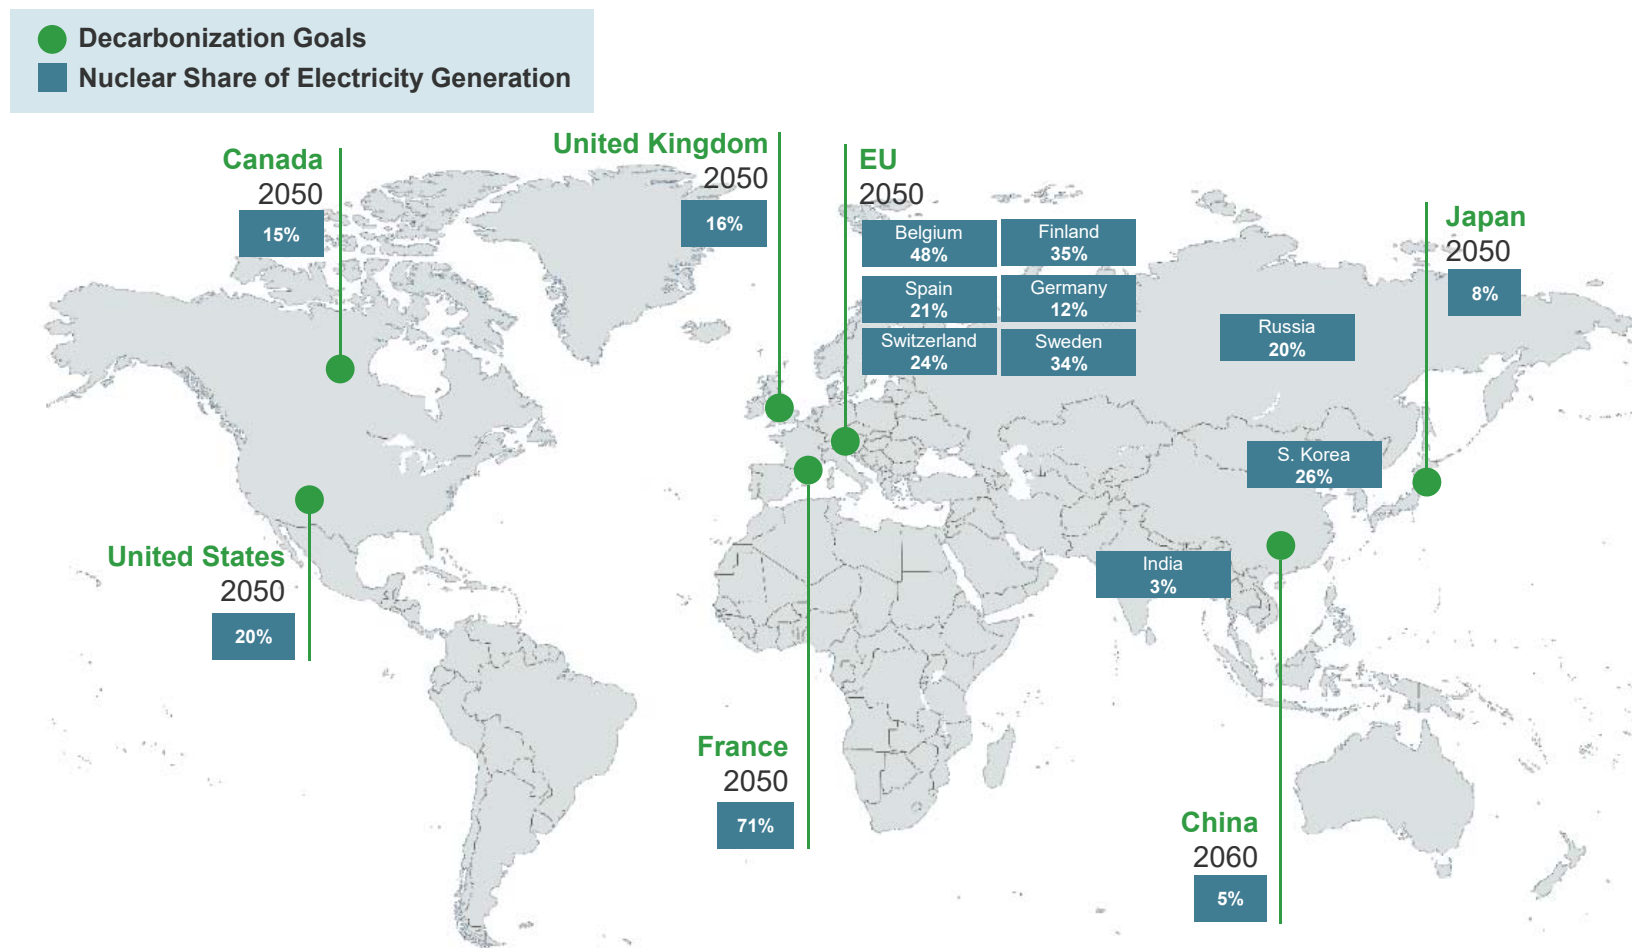 Decarbonization Goals
Nuclear Share of Electricity Generation
Canada
2050
15%
United Kingdom
2050
16%
EU
2050
Belgium
48%
Finland
35%
Spain
21%
Germany
12%
Switzerland
24%
Sweden
34%
Japan
2050
8%
Russia
20%
S. Korea
26%
India
3%
United States
2050
20%
France
2050
71%
China
2060
5%